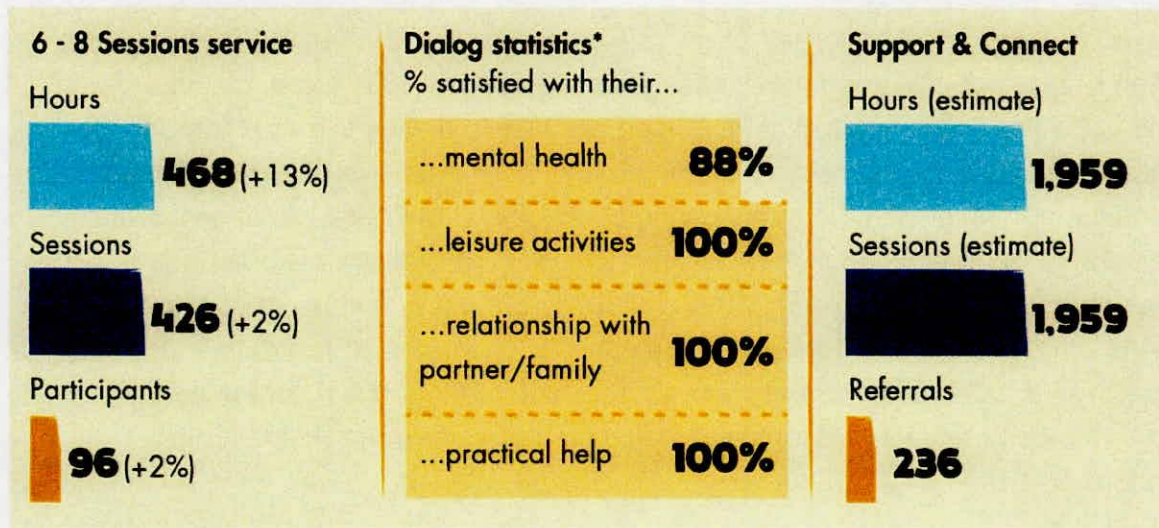 6 - 8 Sessions service
Hours
468 (+13%)
Sessions
426 (+2%)
Participants
96 (+2%)
Dialog statistics*
% satisfied with their...
...mental health 88%
...leisure activities 100%
...relationship with
partner/family 100%
...practical help 100%
Support & Connect
Hours (estimate)
1,959
Sessions (estimate)
1,959
Referrals
236